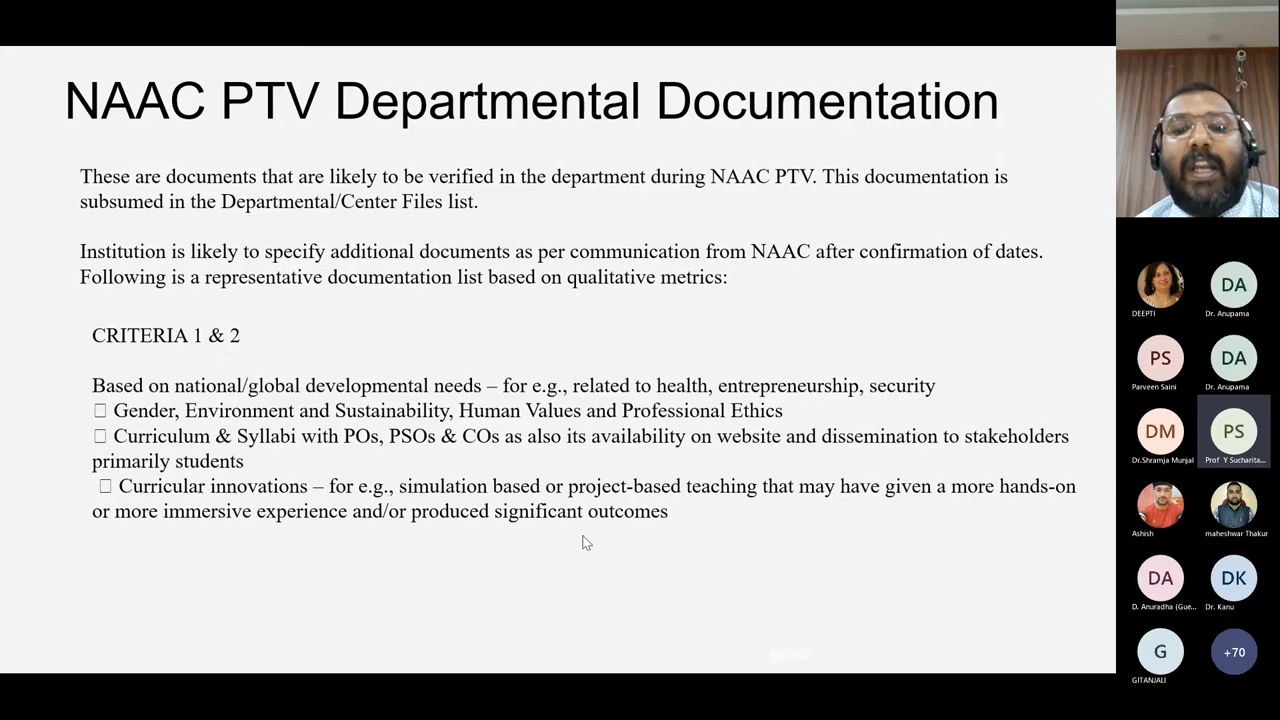 NAAC PTV Departmental Documentation
These are documents that are likely to be verified in the department during NAAC PTV. This documentation is
subsumed in the Departmental/Center Files list.
Institution is likely to specify additional documents as per communication from NAAC after confirmation of dates.
Following is a representative documentation list based on qualitative metrics:
CRITERIA 1 & 2
Based on national/global developmental needs – for e.g., related to health, entrepreneurship, security
□ Gender, Environment and Sustainability, Human Values and Professional Ethics
□ Curriculum & Syllabi with POs, PSOs & COs as also its availability on website and dissemination to stakeholders
primarily students
□ Curricular innovations – for e.g., simulation based or project-based teaching that may have given a more hands-on
or more immersive experience and/or produced significant outcomes
DA
DEEPTI
Dr. Anupama
PS
DA
Parveen Saini
Dr. Anupama
DM
PS
Dr.Shramja Munjal
Prof Y Sucharita...
Ashish
maheshwar Thakur
DA
DK
D. Anuradha (Gue...
Dr. Kanu
G
+70
GITANJALI